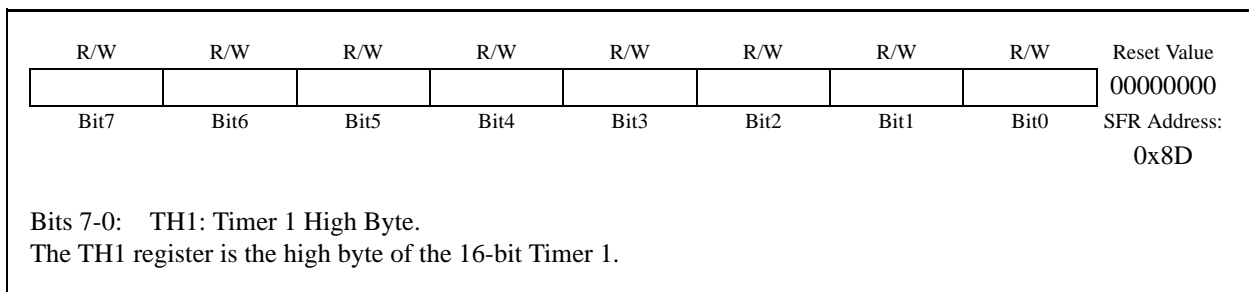 R/W R/W R/W R/W R/W R/W R/W R/W Reset Value
00000000
Bit7 Bit6 Bit5 Bit4 Bit3 Bit2 Bit1 Bit0 SFR Address:
0x8D
Bits 7-0: TH1: Timer 1 High Byte.
The TH1 register is the high byte of the 16-bit Timer 1.